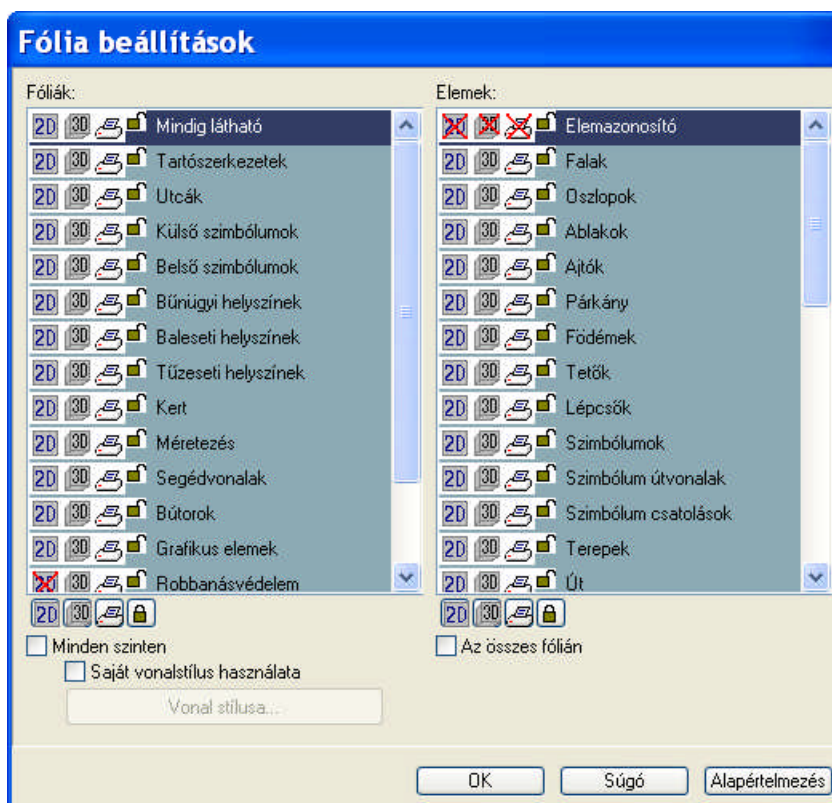 Fólia beállítások
Fóliák:
2D 3D Mindig látható
2D 3D Tartószerkezetek
2D 3D Utcák
2D 3D Külső szimbólumok
2D 3D Belső szimbólumok
2D 3D Bűnügyi helyszínek
2D 3D Baleseti helyszínek
2D 3D Tűzeseti helyszínek
2D 3D Kert
2D 3D Méretezés
2D 3D Segédvonalak
2D 3D Bútorok
2D 3D Grafikus elemek
2D 3D Robbanásvédelem
2D 3D
Minden szinten
Saját vonalstílus használata
Vonal stílusa...
Elemek:
2D 3D Elemazonosító
2D 3D Falak
2D 3D Oszlopok
2D 3D Ablakok
2D 3D Ajtók
2D 3D Párkány
2D 3D Födémek
2D 3D Tetők
2D 3D Lépcsők
2D 3D Szimbólumok
2D 3D Szimbólum útvonalak
2D 3D Szimbólum csatolások
2D 3D Terepek
2D 3D Út
2D 3D
Az összes fólián
OK
Súgó
Alapértelmezés